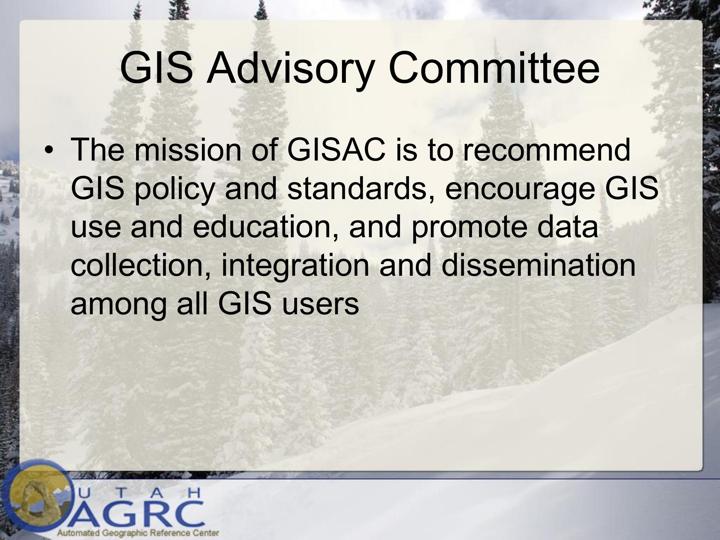 GIS Advisory Committee
• The mission of GISAC is to recommend
GIS policy and standards, encourage GIS
use and education, and promote data
collection, integration and dissemination
among all GIS users
UTAH
AGRC
Automated Geographic Reference Center